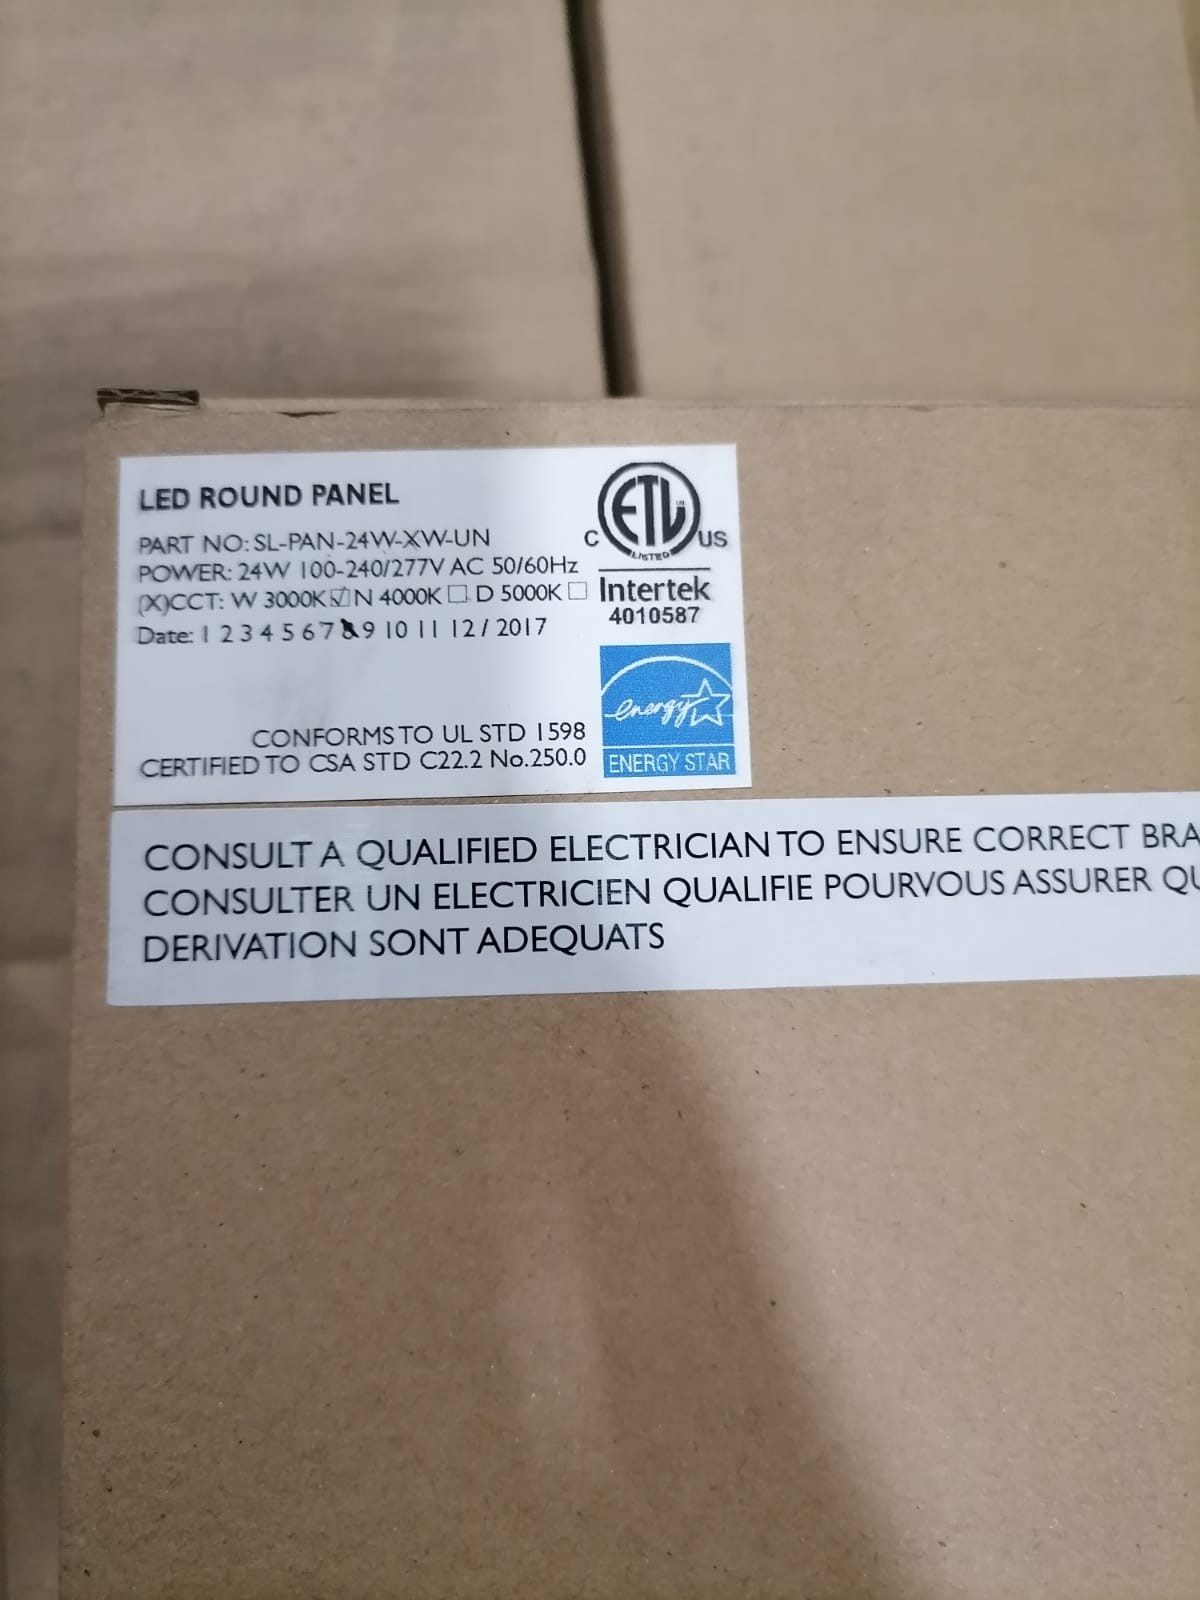 LED ROUND PANEL
PART NO: SL-PAN-24W-XW-UN
POWER: 24W 100-240/277V AC 50/60Hz
(X)CCT: W 3000K☑ N 4000K☐ D 5000K☐
Date: 1 2 3 4 5 6 7 8 9 10 11 12 / 2017
CONFORMS TO UL STD 1598
CERTIFIED TO CSA STD C22.2 No.250.0
ETL
C US
LISTED
Intertek
4010587
energy
ENERGY STAR
CONSULT A QUALIFIED ELECTRICIAN TO ENSURE CORRECT BRA
CONSULTER UN ELECTRICIEN QUALIFIE POURVOUS ASSURER QU
DERIVATION SONT ADEQUATS